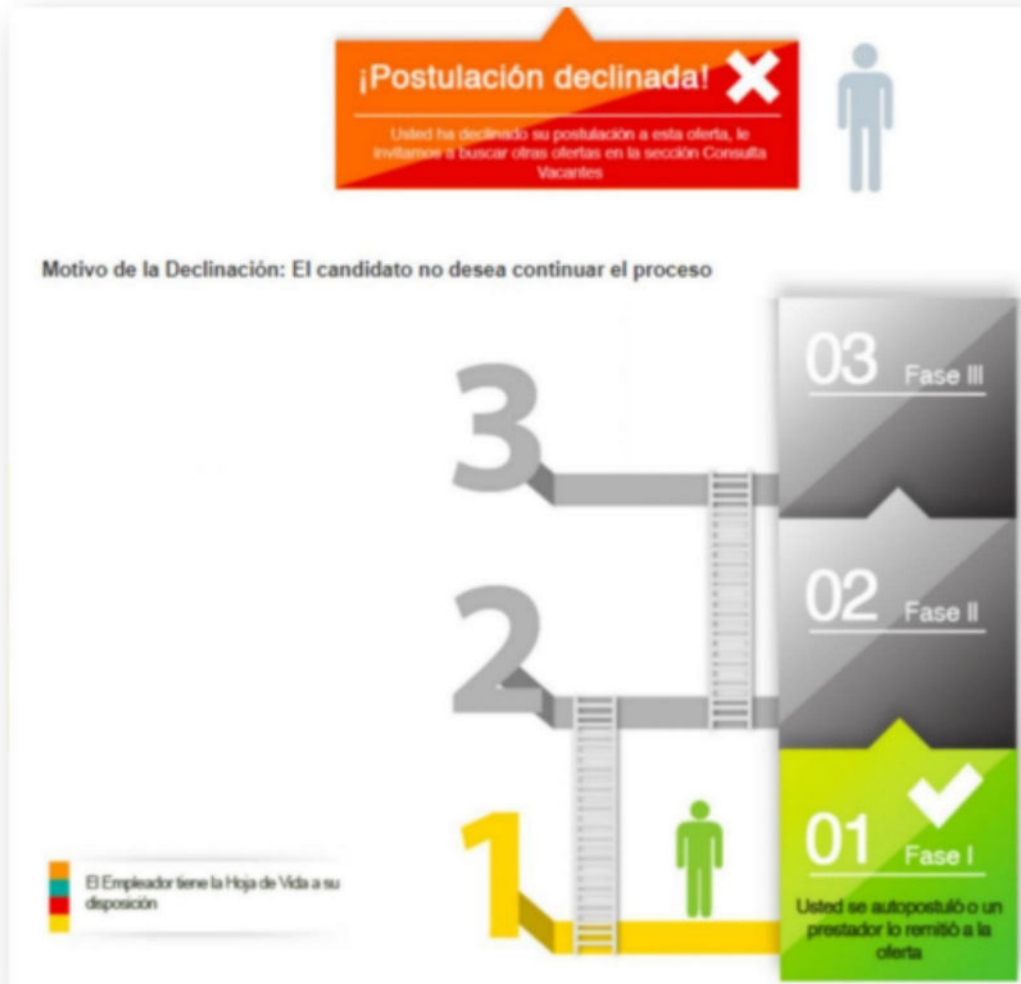 ¡Postulación declinada!
Usted ha declinado su postulación a esta oferta, le
invitamos a buscar otras ofertas en la sección Consulta
Vacantes
Motivo de la Declinación: El candidato no desea continuar el proceso
03 Fase III
3
02 Fase II
2
1
01 Fase I
Usted se autopostuló o un
prestador lo remitió a la
oferta
El Empleador tiene la Hoja de Vida a su
disposición